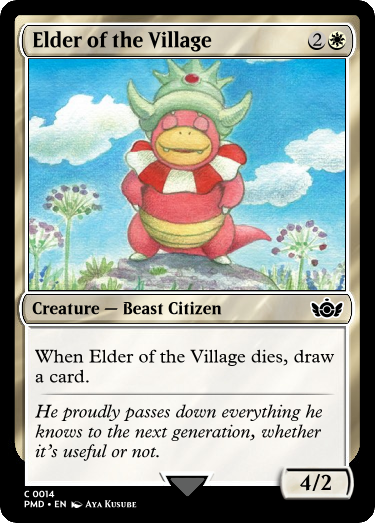 Elder of the Village 2
Creature — Beast Citizen
When Elder of the Village dies, draw
a card.
He proudly passes down everything he
knows to the next generation, whether
it's useful or not.
4/2
C 0014
PMD • EN Aya Kusube